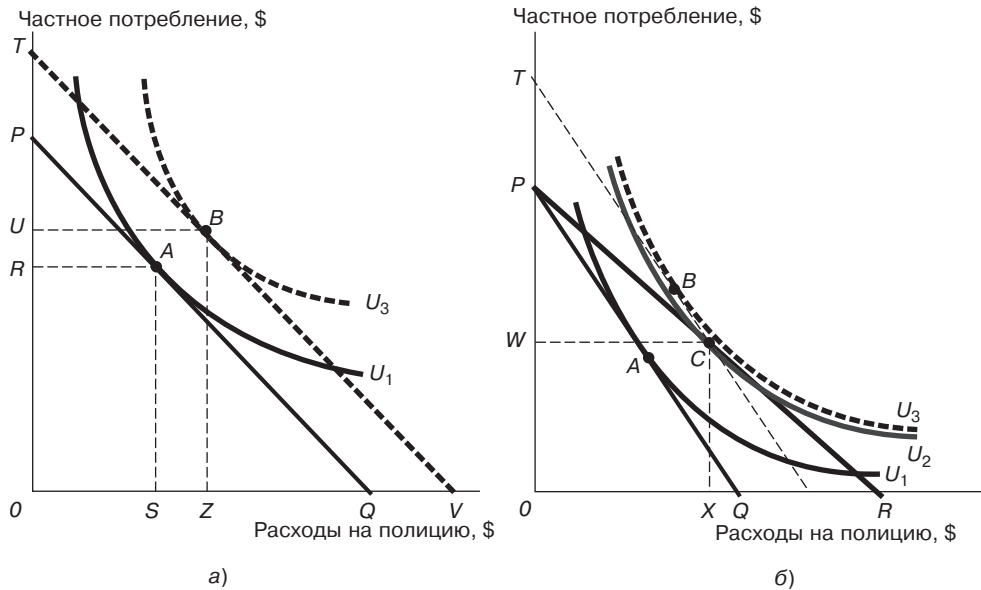 Частное потребление, $
T
P
U
R
B
A
U3
U1
0
S
Z
Q
V
Расходы на полицию, $
а)
Частное потребление, $
T
P
W
B
C
A
U3
U2
U1
0
X
Q
R
Расходы на полицию, $
б)